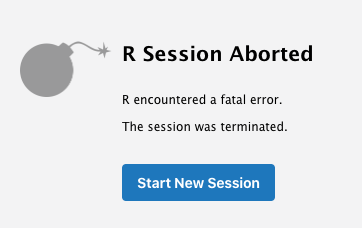 R Session Aborted
R encountered a fatal error.
The session was terminated.
Start New Session